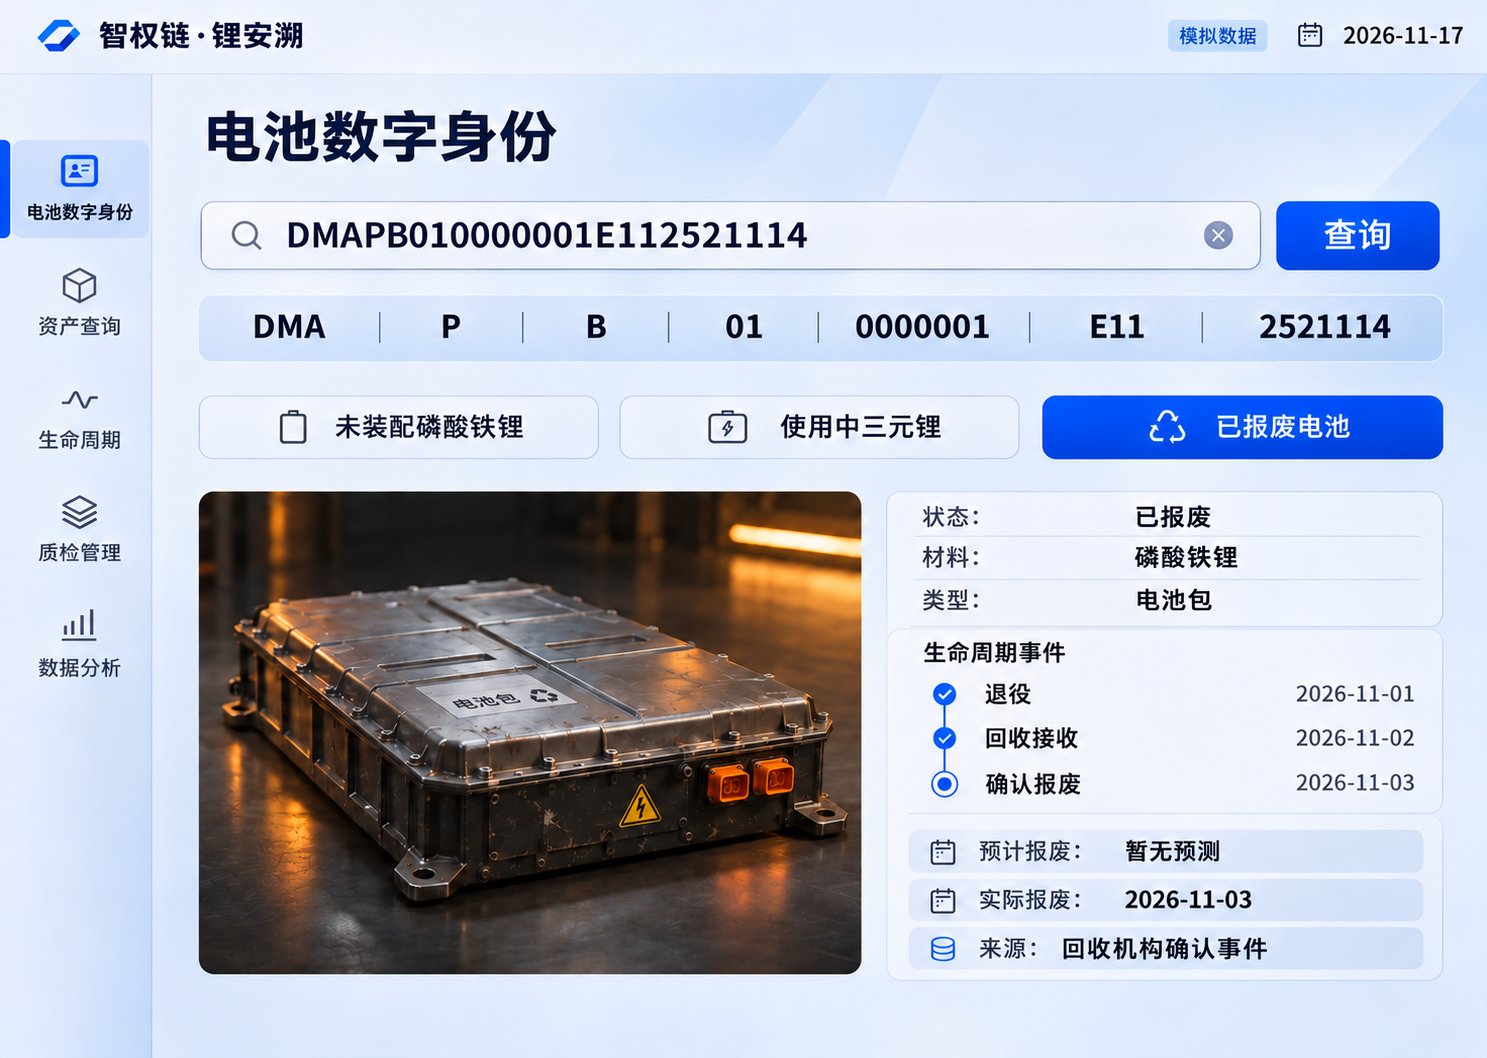 智权链·锂安溯
模拟数据
2026-11-17
电池数字身份
资产查询
生命周期
质检管理
数据分析
电池数字身份
DMAPB010000001E112521114
查询
DMA | P | B | 01 | 0000001 | E11 | 2521114
未装配磷酸铁锂
使用中三元锂
已报废电池
电池包
状态： 已报废
材料： 磷酸铁锂
类型： 电池包
生命周期事件
退役 2026-11-01
回收接收 2026-11-02
确认报废 2026-11-03
预计报废： 暂无预测
实际报废： 2026-11-03
来源： 回收机构确认事件